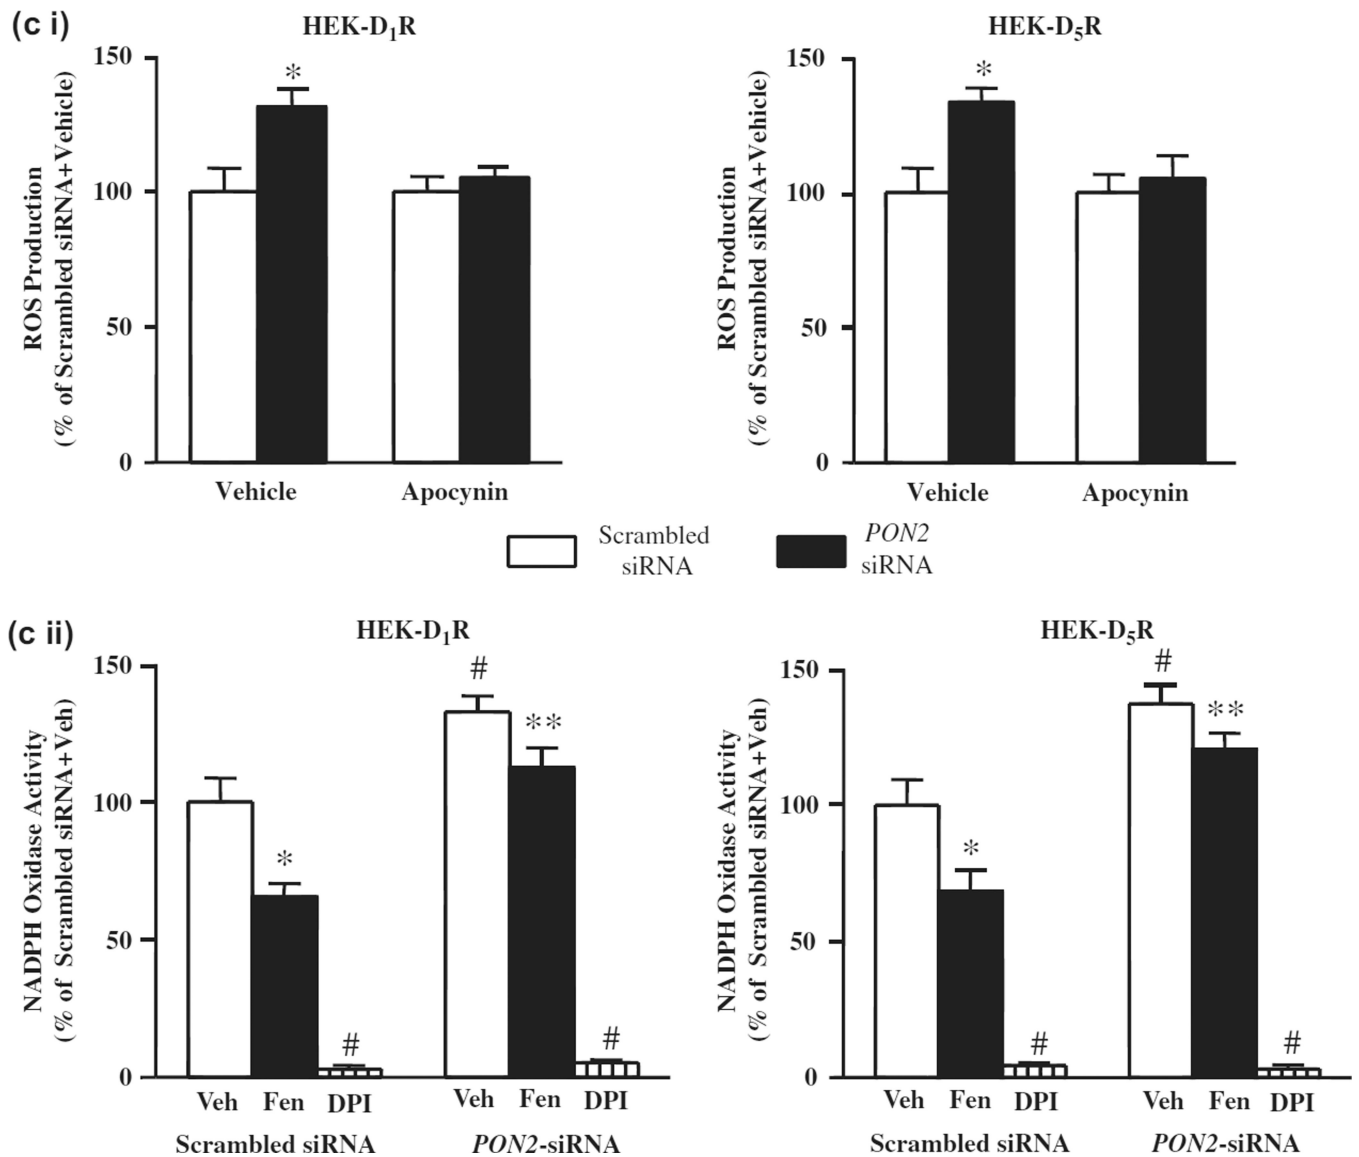 (c i)
HEK-D₁R
ROS Production
(% of Scrambled siRNA+Vehicle)
150
100
50
0
*
Vehicle
Apocynin
HEK-D₅R
ROS Production
(% of Scrambled siRNA+Vehicle)
150
100
50
0
*
Vehicle
Apocynin
Scrambled
siRNA
PON2
siRNA
(c ii)
HEK-D₁R
NADPH Oxidase Activity
(% of Scrambled siRNA+Veh)
150
100
50
0
*
#
#
**
#
Veh Fen DPI
Veh Fen DPI
Scrambled siRNA
PON2-siRNA
HEK-D₅R
NADPH Oxidase Activity
(% of Scrambled siRNA+Veh)
150
100
50
0
*
#
#
**
#
Veh Fen DPI
Veh Fen DPI
Scrambled siRNA
PON2-siRNA